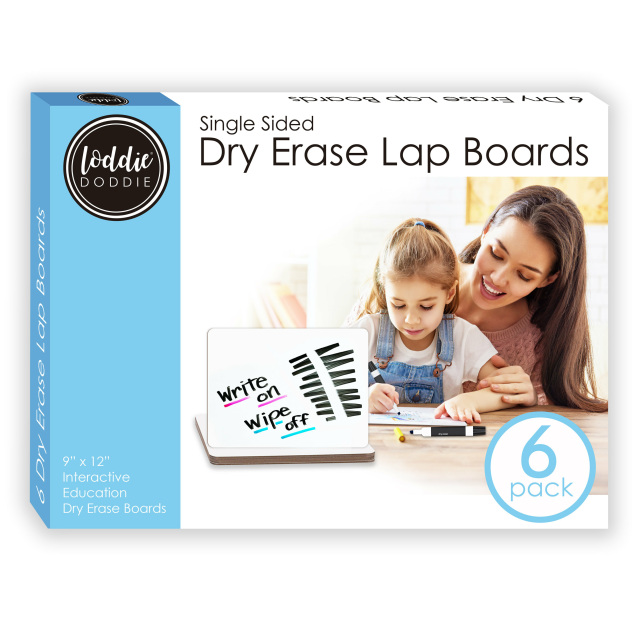 6 Dry Erase Lap Boards
loddie
DODDIE
Single Sided
Dry Erase Lap Boards
write
on
wipe
off
6
pack
9" x 12"
Interactive
Education
Dry Erase Boards
6 Dry Erase Lap Boards